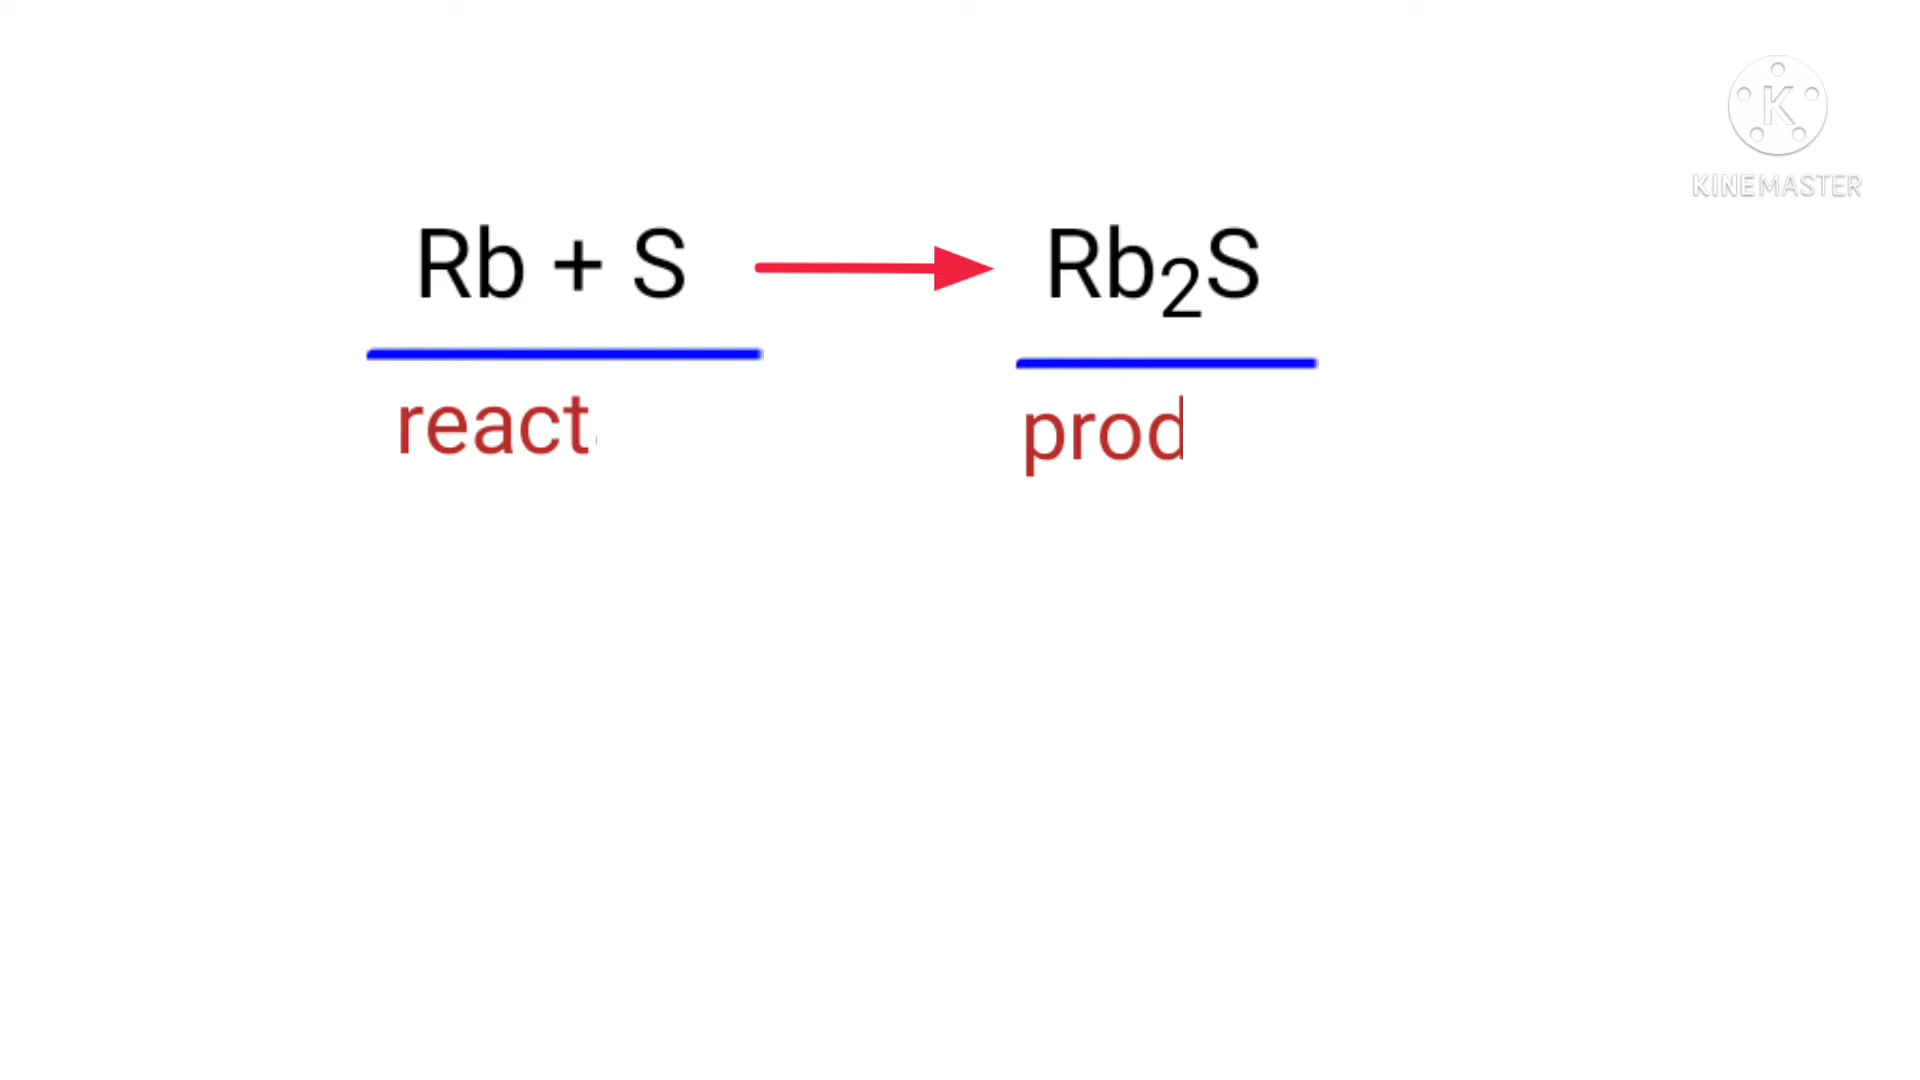 K
KINEMASTER
Rb + S → Rb₂S
react
prod